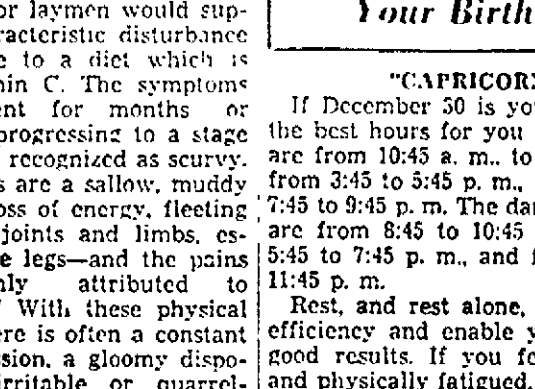 or laymen would sup-
racteristic disturbance
e to a diet which is
min C. The symptoms
ent for months or
progressing to a stage
recognized as scurvy.
s are a sallow, muddy
oss of energy, fleeting
joints and limbs, es-
e legs—and the pains
nly attributed to
With these physical
ere is often a constant
ssion, a gloomy dispo-
irritable or quarrel-
Your Birth
"CAPRICORN
If December 30 is yo
the best hours for you
are from 10:45 a. m., to
from 3:45 to 5:45 p. m.,
7:45 to 9:45 p. m. The da
are from 8:45 to 10:45
5:45 to 7:45 p. m., and f
11:45 p. m.
Rest, and rest alone,
efficiency and enable y
good results. If you fe
and physically fatigued,